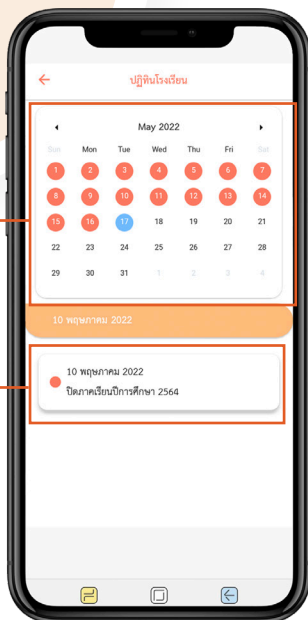 ปฏิทินโรงเรียน
May 2022
Sun Mon Tue Wed Thu Fri Sat
1 2 3 4 5 6 7
8 9 10 11 12 13 14
15 16 17 18 19 20 21
22 23 24 25 26 27 28
29 30 31 1 2 3 4
10 พฤษภาคม 2022
10 พฤษภาคม 2022
ปิดภาคเรียนปีการศึกษา 2564